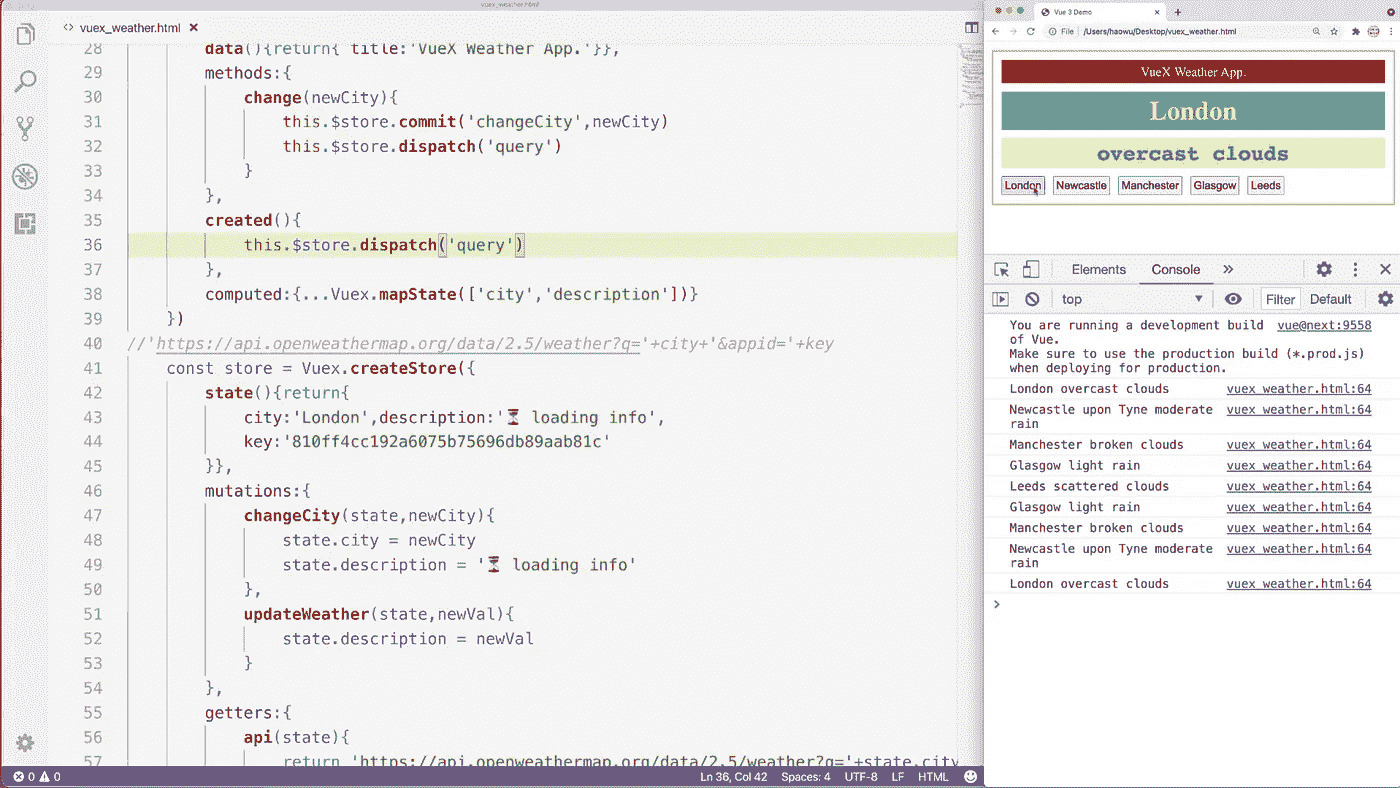 vuex_weather.html
<> vuex_weather.html ×
28 data(){return{ title:'VueX Weather App.'}},
29 methods:{
30 change(newCity){
31 this.$store.commit('changeCity',newCity)
32 this.$store.dispatch('query')
33 }
34 },
35 created(){
36 this.$store.dispatch('query')
37 },
38 computed:{...Vuex.mapState(['city','description'])}
39 })
40 //'https://api.openweathermap.org/data/2.5/weather?q='+city+'&appid='+key
41 const store = Vuex.createStore({
42 state(){return{
43 city:'London',description:'⏳ loading info',
44 key:'810ff4cc192a6075b75696db89aab81c'
45 }},
46 mutations:{
47 changeCity(state,newCity){
48 state.city = newCity
49 state.description = '⏳ loading info'
50 },
51 updateWeather(state,newVal){
52 state.description = newVal
53 }
54 },
55 getters:{
56 api(state){
57 return 'https://api.openweathermap.org/data/2.5/weather?q='+state.city
0 0
Ln 36, Col 42 Spaces: 4 UTF-8 LF HTML
Vue 3 Demo
File /Users/haowu/Desktop/vuex_weather.html
VueX Weather App.
London
overcast clouds
London Newcastle Manchester Glasgow Leeds
Elements Console »
top Filter Default
You are running a development build vue@next:9558
of Vue.
Make sure to use the production build (*.prod.js)
when deploying for production.
London overcast clouds vuex_weather.html:64
Newcastle upon Tyne moderate vuex_weather.html:64
rain
Manchester broken clouds vuex_weather.html:64
Glasgow light rain vuex_weather.html:64
Leeds scattered clouds vuex_weather.html:64
Glasgow light rain vuex_weather.html:64
Manchester broken clouds vuex_weather.html:64
Newcastle upon Tyne moderate vuex_weather.html:64
rain
London overcast clouds vuex_weather.html:64
>